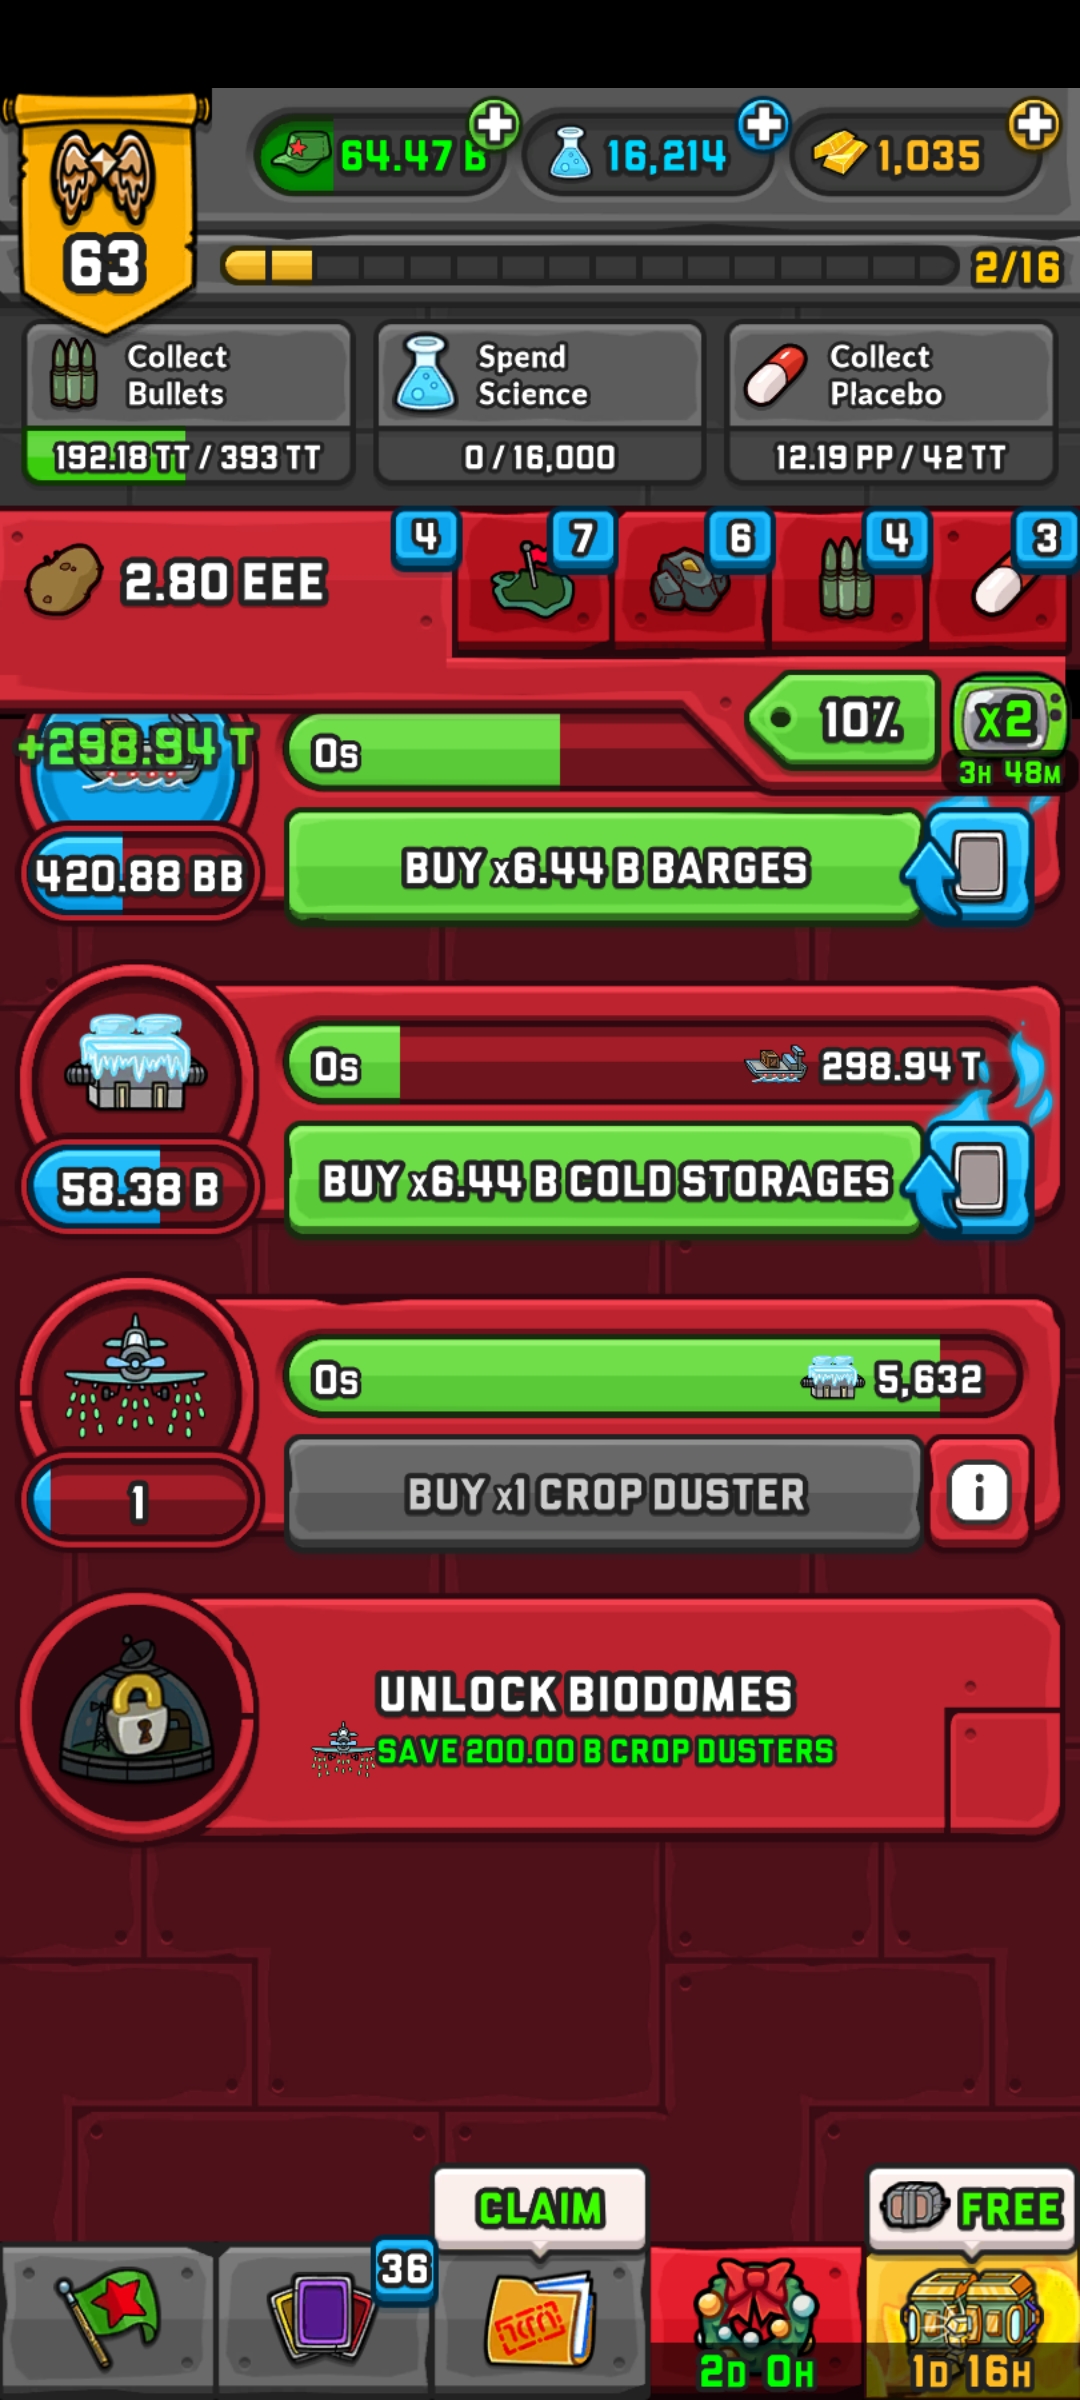 64.47 B
16,214
1,035
63
2/16
Collect
Bullets
192.18 TT / 393 TT
Spend
Science
0 / 16,000
Collect
Placebo
12.19 PP / 42 TT
2.80 EEE
4
7
6
4
3
10%
x2
3H 48M
+298.94 T
0s
420.88 BB
BUY x6.44 B BARGES
0s
298.94 T
58.38 B
BUY x6.44 B COLD STORAGES
0s
5,632
1
BUY x1 CROP DUSTER
i
UNLOCK BIODOMES
SAVE 200.00 B CROP DUSTERS
CLAIM
FREE
36
2D 0H
1D 16H